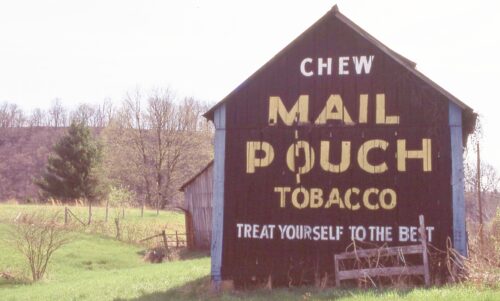 CHEW
MAIL
POUCH
TOBACCO
TREAT YOURSELF TO THE BEST